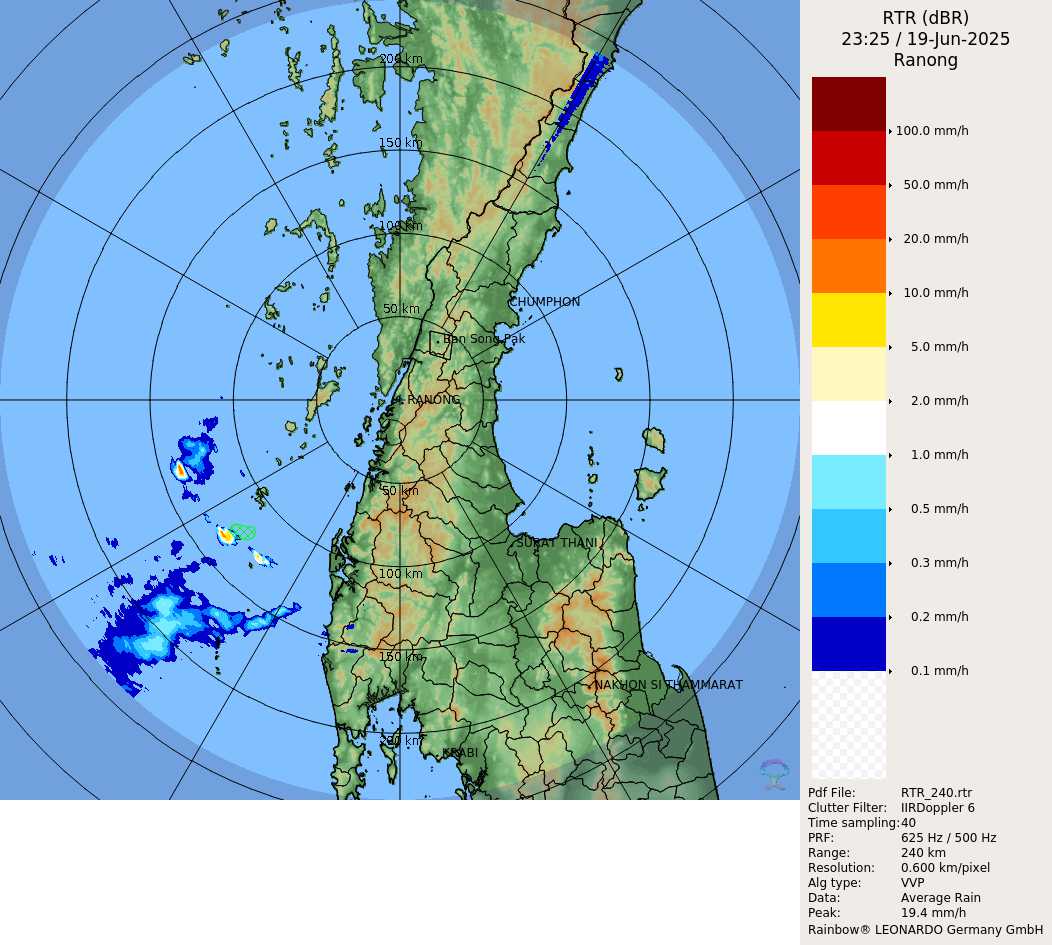 RTR (dBR)
23:25 / 19-Jun-2025
Ranong
200 km
150 km
100 km
50 km
CHUMPHON
Ban Song Pak
RANONG
50 km
SURAT THANI
100 km
150 km
NAKHON SI THAMMARAT
200 km
KRABI
100.0 mm/h
50.0 mm/h
20.0 mm/h
10.0 mm/h
5.0 mm/h
2.0 mm/h
1.0 mm/h
0.5 mm/h
0.3 mm/h
0.2 mm/h
0.1 mm/h
Pdf File: RTR_240.rtr
Clutter Filter: IIRDoppler 6
Time sampling: 40
PRF: 625 Hz / 500 Hz
Range: 240 km
Resolution: 0.600 km/pixel
Alg type: VVP
Data: Average Rain
Peak: 19.4 mm/h
Rainbow® LEONARDO Germany GmbH